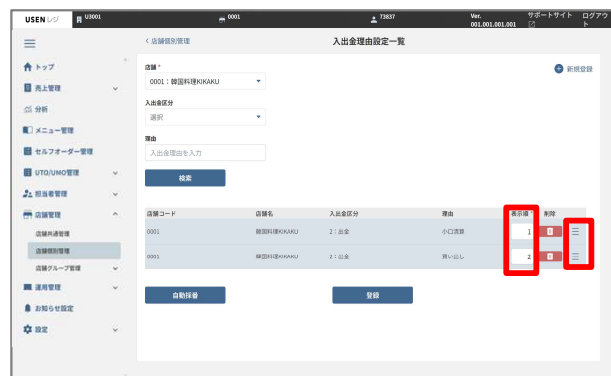 USEN レジ U3001 0001 73837 Ver. 001.001.001.001 サポートサイト ログアウト
< 店舗個別管理 入出金理由設定一覧
トップ
売上管理
分析
メニュー管理
セルフオーダー管理
UTO/UMO管理
担当者管理
店舗管理
店舗共通管理
店舗個別管理
店舗グループ管理
運用管理
お知らせ設定
設定
店舗 *
新規登録
0001：韓国料理KIKAKU
入出金区分
選択
理由
入出金理由を入力
検索
店舗コード 店舗名 入出金区分 理由 表示順 * 削除
0001 韓国料理KIKAKU 2：出金 小口清算 1
0001 韓国料理KIKAKU 2：出金 買い出し 2
自動採番 登録